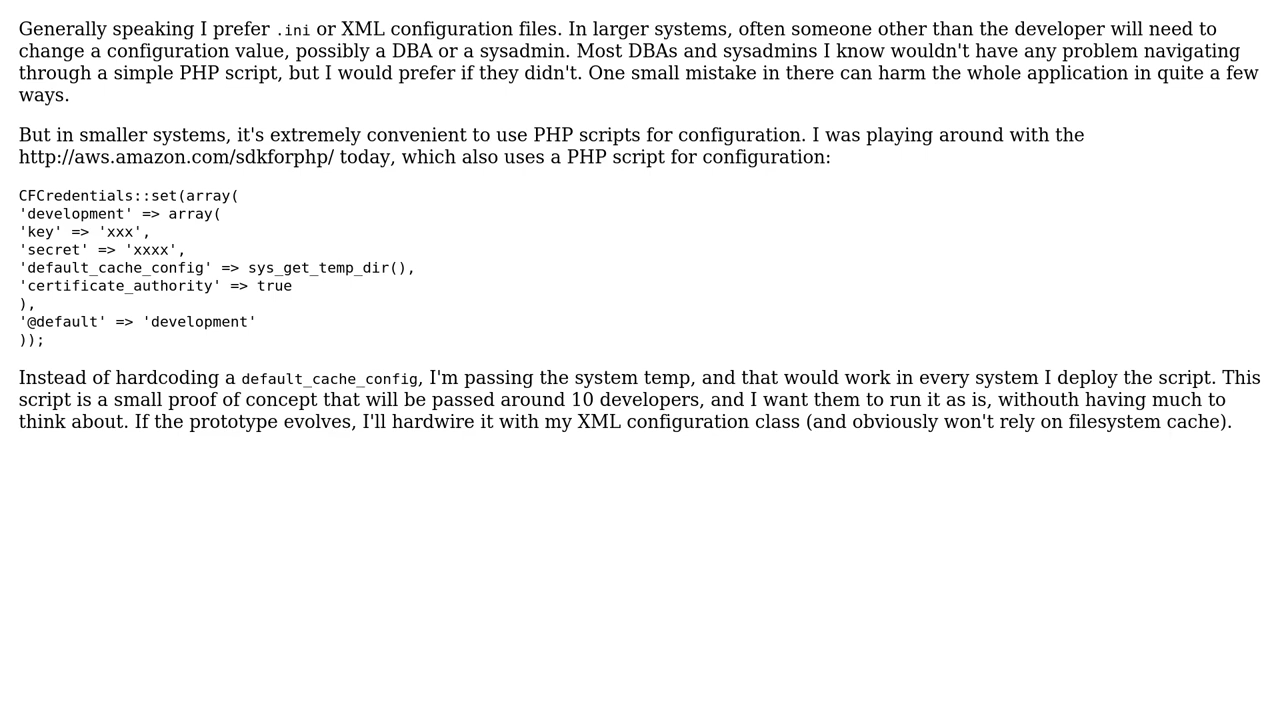 Generally speaking I prefer .ini or XML configuration files. In larger systems, often someone other than the developer will need to
change a configuration value, possibly a DBA or a sysadmin. Most DBAs and sysadmins I know wouldn't have any problem navigating
through a simple PHP script, but I would prefer if they didn't. One small mistake in there can harm the whole application in quite a few
ways.
But in smaller systems, it's extremely convenient to use PHP scripts for configuration. I was playing around with the
http://aws.amazon.com/sdkforphp/ today, which also uses a PHP script for configuration:
CFCredentials::set(array(
'development' => array(
'key' => 'xxx',
'secret' => 'xxxx',
'default_cache_config' => sys_get_temp_dir(),
'certificate_authority' => true
),
'@default' => 'development'
));
Instead of hardcoding a default_cache_config, I'm passing the system temp, and that would work in every system I deploy the script. This
script is a small proof of concept that will be passed around 10 developers, and I want them to run it as is, withouth having much to
think about. If the prototype evolves, I'll hardwire it with my XML configuration class (and obviously won't rely on filesystem cache).